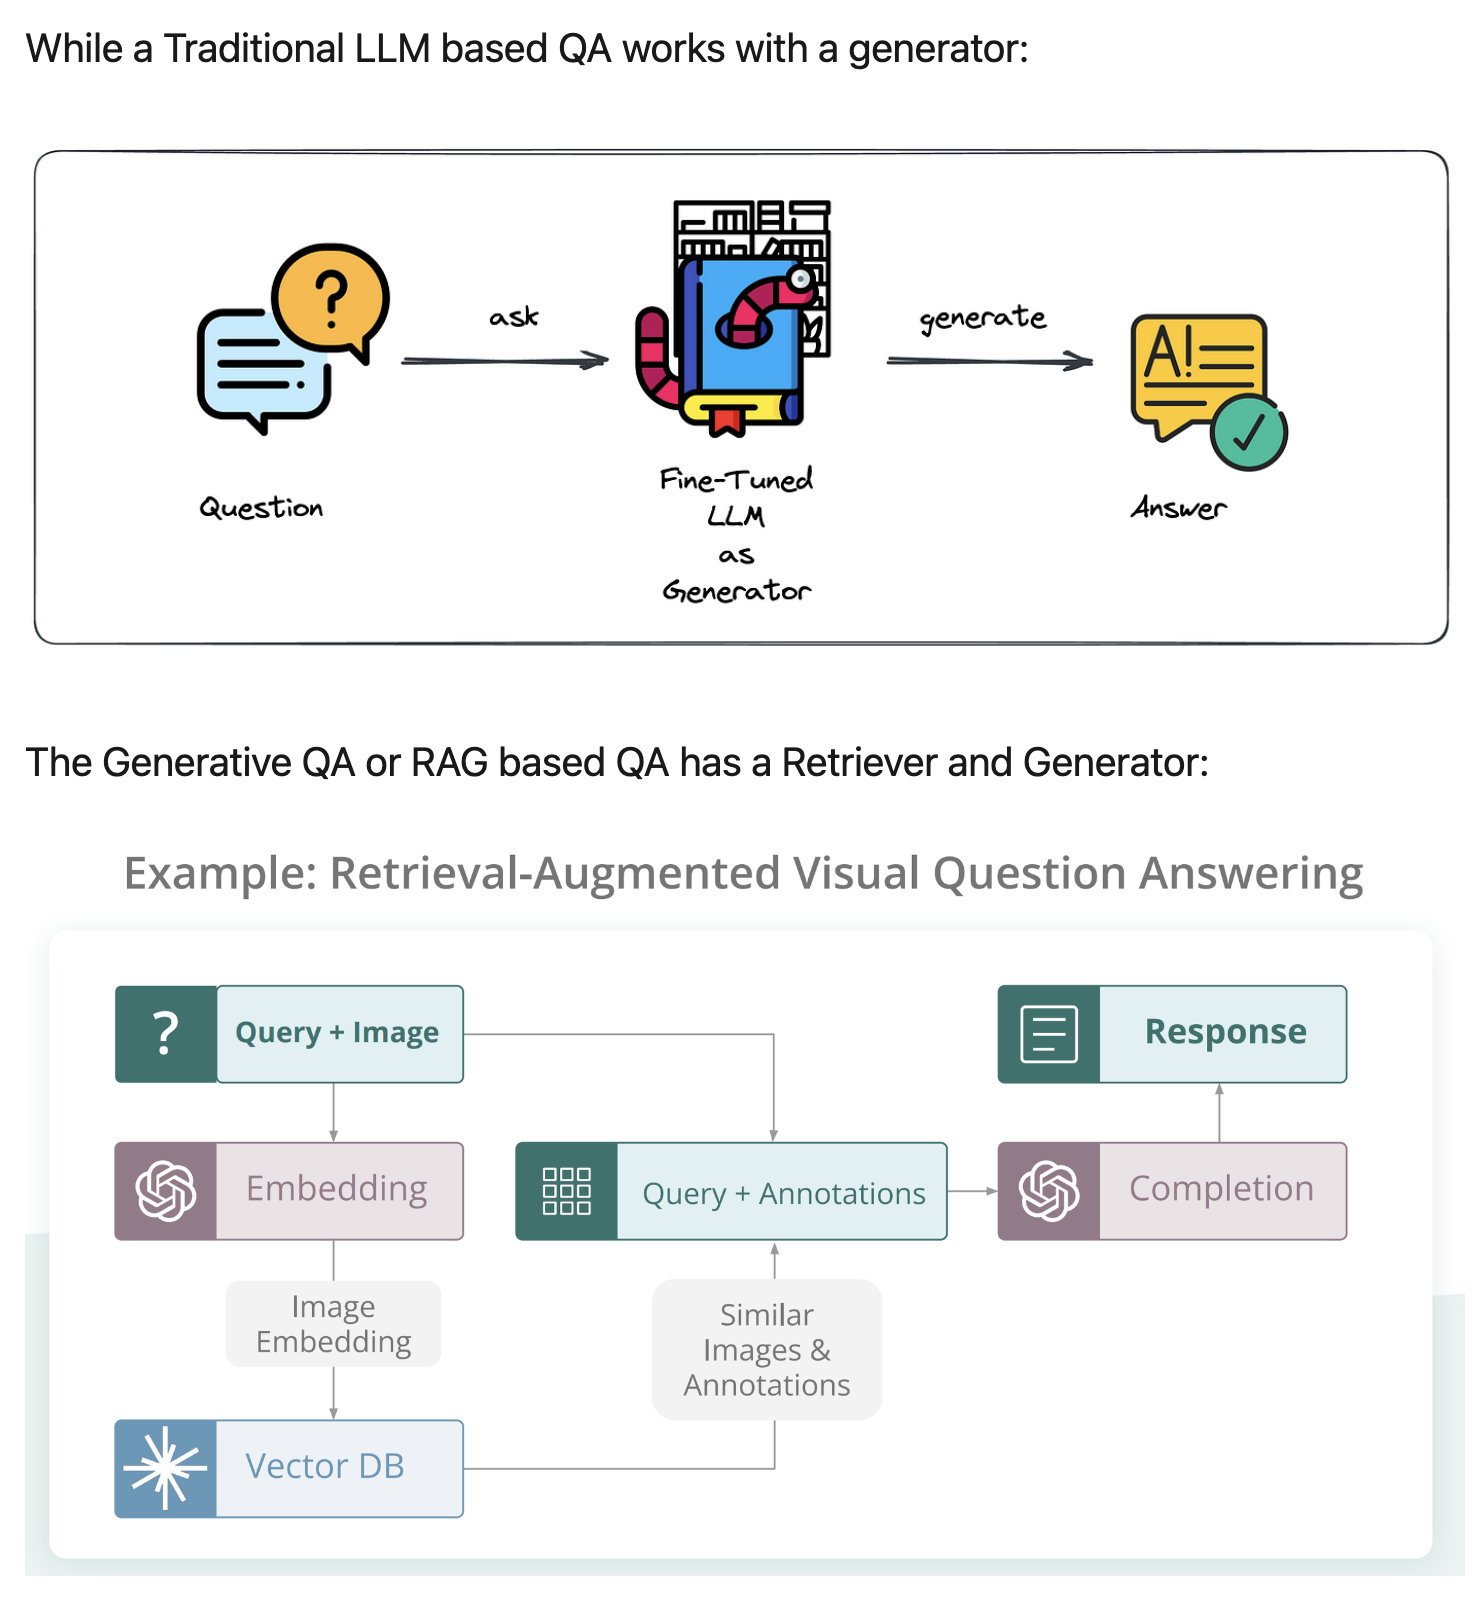 While a Traditional LLM based QA works with a generator:
?
ask
generate
A!
Question
Fine-Tuned
LLM
as
Generator
Answer
The Generative QA or RAG based QA has a Retriever and Generator:
Example: Retrieval-Augmented Visual Question Answering
?
Query + Image
Response
Embedding
Query + Annotations
Completion
Image
Embedding
Similar
Images &
Annotations
Vector DB